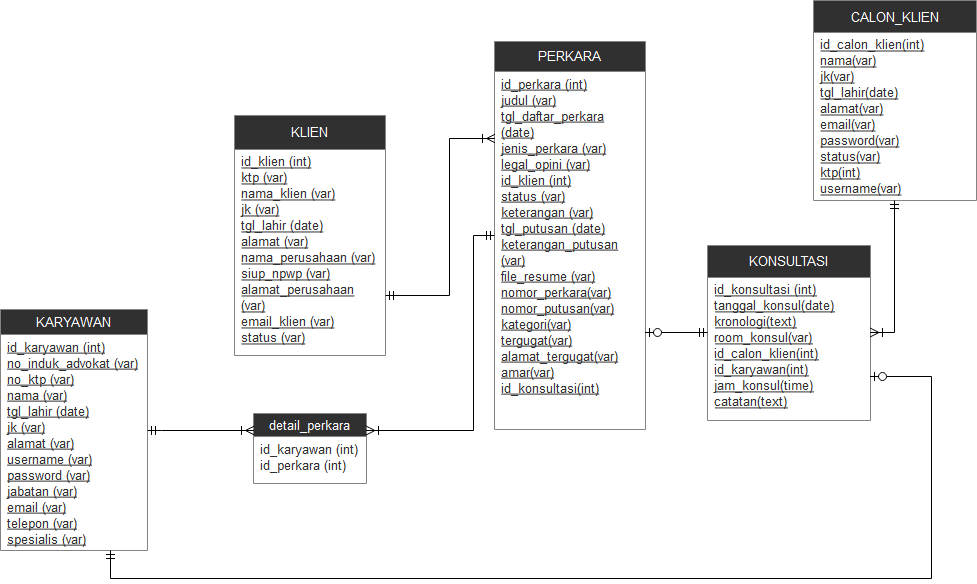 CALON_KLIEN
id_calon_klien(int)
nama(var)
jk(var)
tgl_lahir(date)
alamat(var)
email(var)
password(var)
status(var)
ktp(int)
username(var)
PERKARA
id_perkara (int)
judul (var)
tgl_daftar_perkara
(date)
jenis_perkara (var)
legal_opini (var)
id_klien (int)
status (var)
keterangan (var)
tgl_putusan (date)
keterangan_putusan
(var)
file_resume (var)
nomor_perkara(var)
nomor_putusan(var)
kategori(var)
tergugat(var)
alamat_tergugat(var)
amar(var)
id_konsultasi(int)
KLIEN
id_klien (int)
ktp (var)
nama_klien (var)
jk (var)
tgl_lahir (date)
alamat (var)
nama_perusahaan (var)
siup_npwp (var)
alamat_perusahaan
(var)
email_klien (var)
status (var)
KONSULTASI
id_konsultasi (int)
tanggal_konsul(date)
kronologi(text)
room_konsul(var)
id_calon_klien(int)
id_karyawan(int)
jam_konsul(time)
catatan(text)
KARYAWAN
id_karyawan (int)
no_induk_advokat (var)
no_ktp (var)
nama (var)
tgl_lahir (date)
jk (var)
alamat (var)
username (var)
password (var)
jabatan (var)
email (var)
telepon (var)
spesialis (var)
detail_perkara
id_karyawan (int)
id_perkara (int)